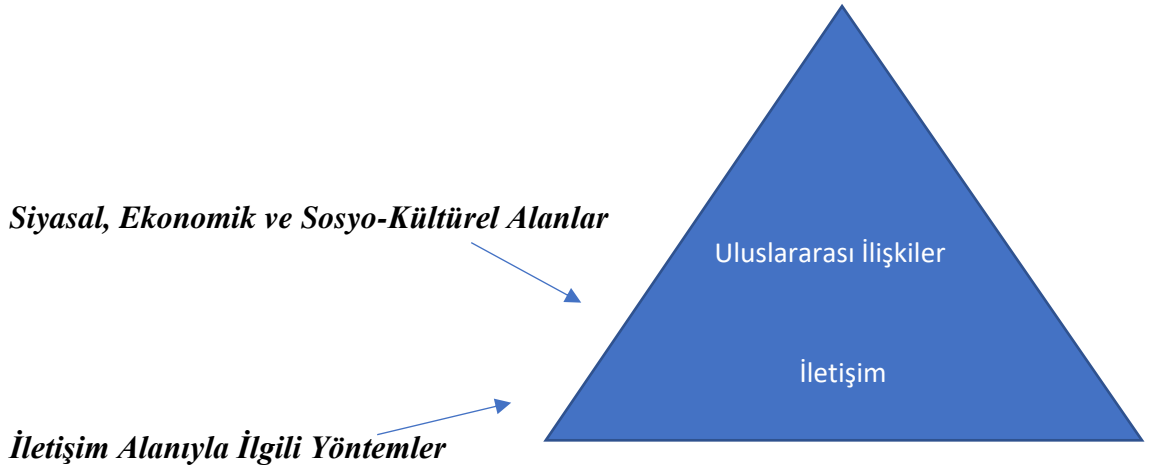 Siyasal, Ekonomik ve Sosyo-Kültürel Alanlar
Uluslararası İlişkiler
İletişim
İletişim Alanıyla İlgili Yöntemler